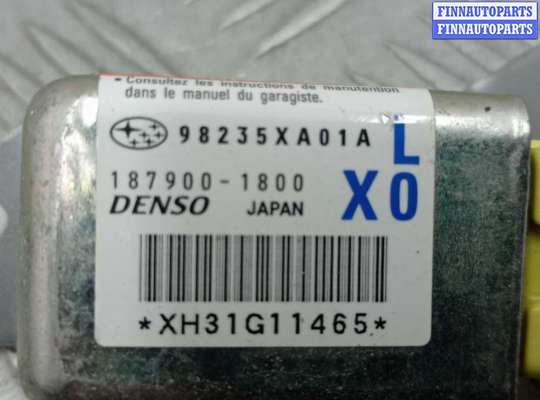 FINNAUTOPARTS
FINNAUTOPARTS
• Consultez les instructions de manutention
dans le manuel du garagiste.
98235XA01A L
187900-1800
DENSO JAPAN X0
*XH31G11465*